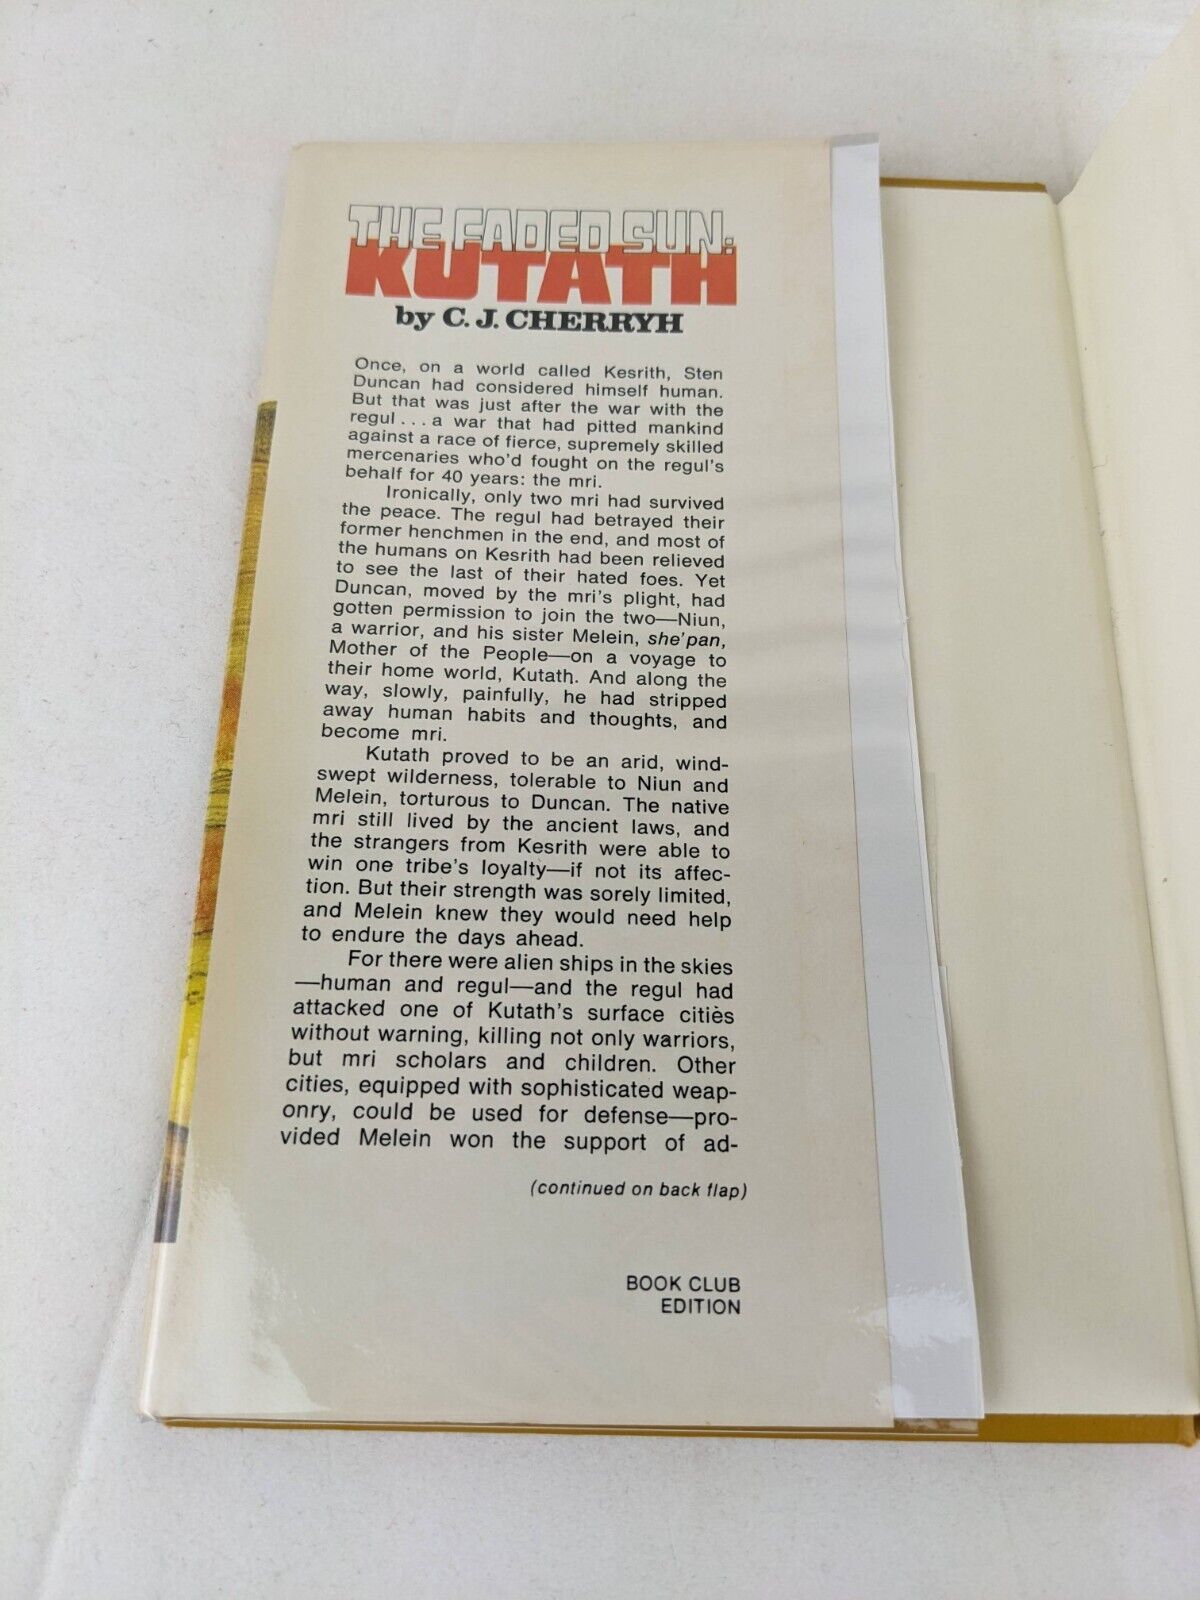 THE FADED SUN:
KUTATH
by C. J. CHERRYH
Once, on a world called Kesrith, Sten
Duncan had considered himself human.
But that was just after the war with the
regul . . . a war that had pitted mankind
against a race of fierce, supremely skilled
mercenaries who'd fought on the regul's
behalf for 40 years: the mri.
Ironically, only two mri had survived
the peace. The regul had betrayed their
former henchmen in the end, and most of
the humans on Kesrith had been relieved
to see the last of their hated foes. Yet
Duncan, moved by the mri's plight, had
gotten permission to join the two—Niun,
a warrior, and his sister Melein, she'pan,
Mother of the People—on a voyage to
their home world, Kutath. And along the
way, slowly, painfully, he had stripped
away human habits and thoughts, and
become mri.
Kutath proved to be an arid, wind-
swept wilderness, tolerable to Niun and
Melein, torturous to Duncan. The native
mri still lived by the ancient laws, and
the strangers from Kesrith were able to
win one tribe's loyalty—if not its affec-
tion. But their strength was sorely limited,
and Melein knew they would need help
to endure the days ahead.
For there were alien ships in the skies
—human and regul—and the regul had
attacked one of Kutath's surface cities
without warning, killing not only warriors,
but mri scholars and children. Other
cities, equipped with sophisticated weap-
onry, could be used for defense—pro-
vided Melein won the support of ad-
(continued on back flap)
BOOK CLUB
EDITION